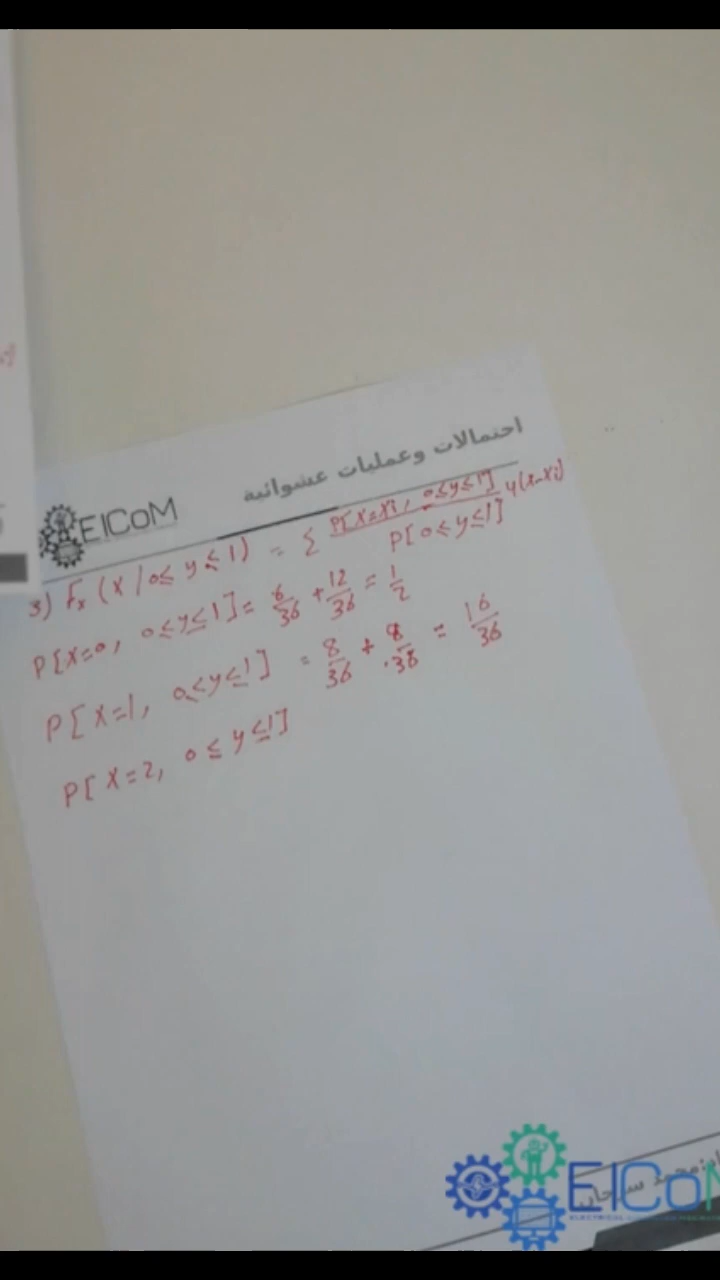 احتمالات وعمليات عشوائية
EICoM
3) Fx (X / 0≤ y ≤ 1) = Σ P[X=Xi, 0≤y≤1] / P[0≤y≤1] u(x-xi)
P[X=0, 0≤y≤1] = 6/36 + 12/36 = 1/2
P[X=1, 0≤y≤1] = 8/36 + 8/36 = 16/36
P[X=2, 0≤y≤1]
EICoM